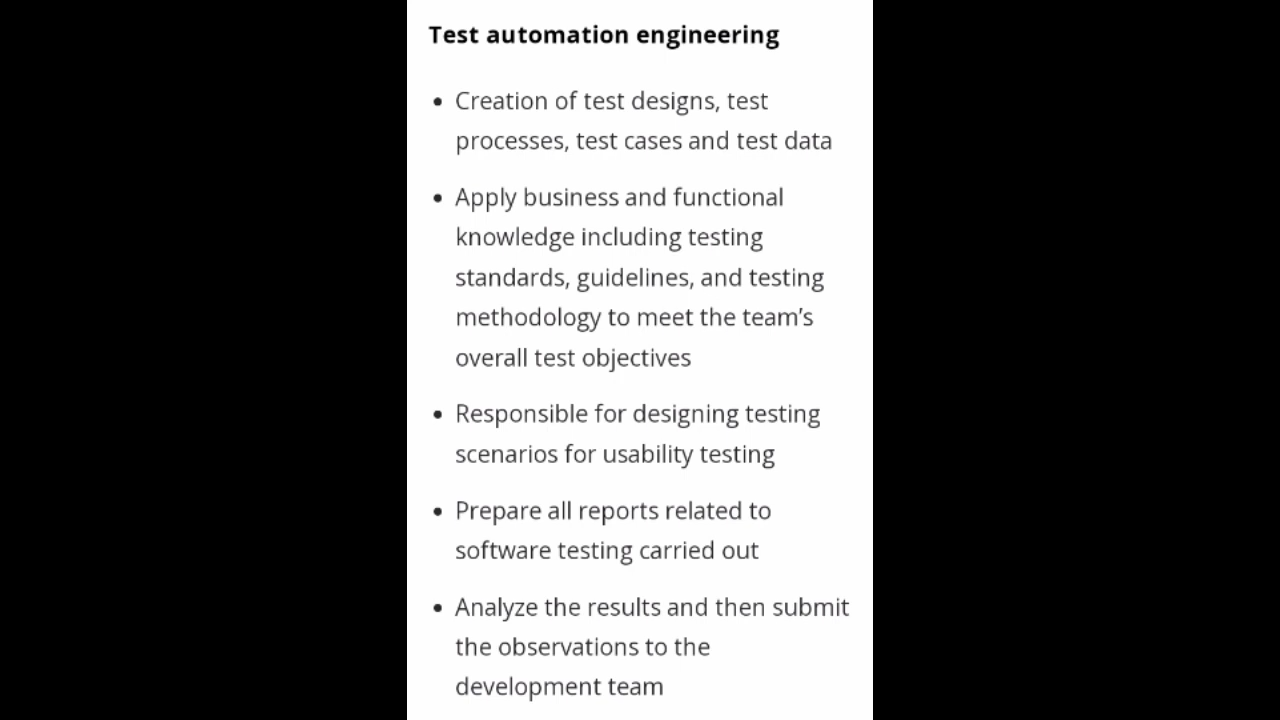 Test automation engineering
• Creation of test designs, test
processes, test cases and test data
• Apply business and functional
knowledge including testing
standards, guidelines, and testing
methodology to meet the team’s
overall test objectives
• Responsible for designing testing
scenarios for usability testing
• Prepare all reports related to
software testing carried out
• Analyze the results and then submit
the observations to the
development team